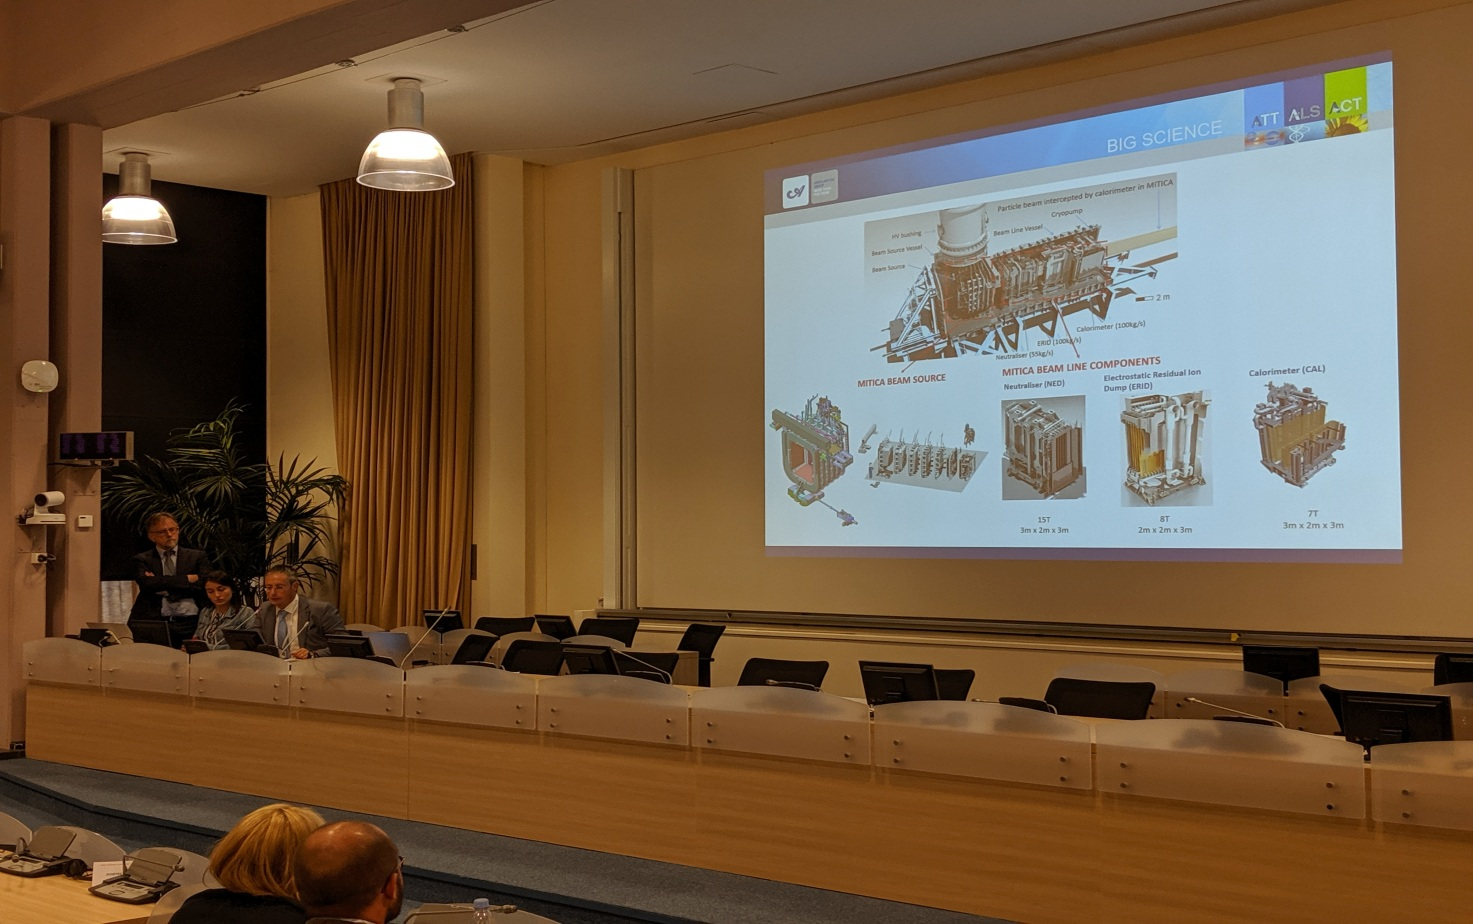 BIG SCIENCE
ATT
ALS
ACT
Particle beam intercepted by calorimeter in MITICA
Cryopump
HV bushing
Beam Line Vessel
Beam Source Vessel
Beam Source
2 m
Calorimeter (100kg/s)
ERID (100kg/s)
Neutraliser (55kg/s)
MITICA BEAM SOURCE
MITICA BEAM LINE COMPONENTS
Neutraliser (NED)
Electrostatic Residual Ion
Dump (ERID)
Calorimeter (CAL)
15T
3m x 2m x 3m
8T
2m x 2m x 3m
7T
3m x 2m x 3m